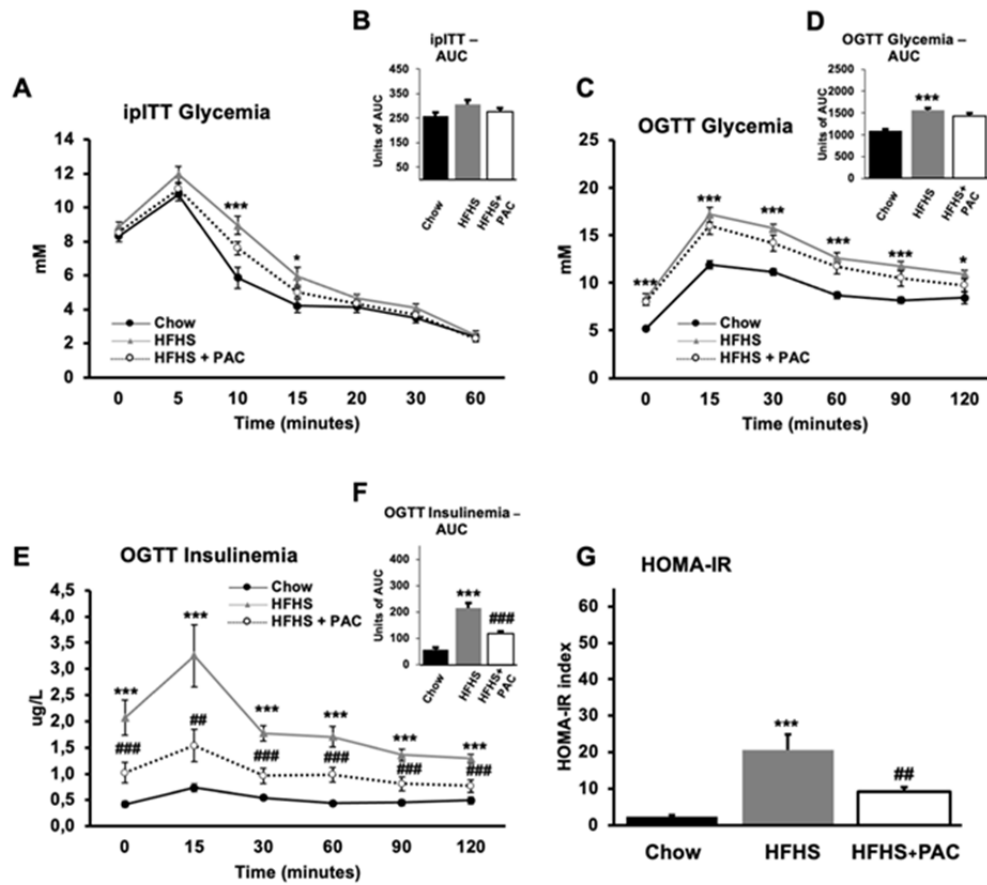 B
ipITT –
AUC
Units of AUC
450
350
250
150
50
Chow
HFHS
HFHS+
PAC
D
OGTT Glycemia –
AUC
Units of AUC
2500
2000
1500
1000
500
0
***
Chow
HFHS
HFHS+
PAC
A
ipITT Glycemia
mM
14
12
10
8
6
4
2
0
***
*
Chow
HFHS
HFHS + PAC
0 5 10 15 20 30 60
Time (minutes)
C
OGTT Glycemia
mM
25
20
15
10
5
0
*** *** *** *** *** *
Chow
HFHS
HFHS + PAC
0 15 30 60 90 120
Time (minutes)
F
OGTT Insulinemia –
AUC
Units of AUC
400
300
200
100
0
***
###
Chow
HFHS
HFHS+
PAC
E
OGTT Insulinemia
Chow
HFHS
HFHS + PAC
ug/L
4,5
4,0
3,5
3,0
2,5
2,0
1,5
1,0
0,5
0,0
*** *** *** *** *** ***
### ## ### ### ### ###
0 15 30 60 90 120
Time (minutes)
G
HOMA-IR
HOMA-IR index
60
50
40
30
20
10
0
***
##
Chow HFHS HFHS+PAC